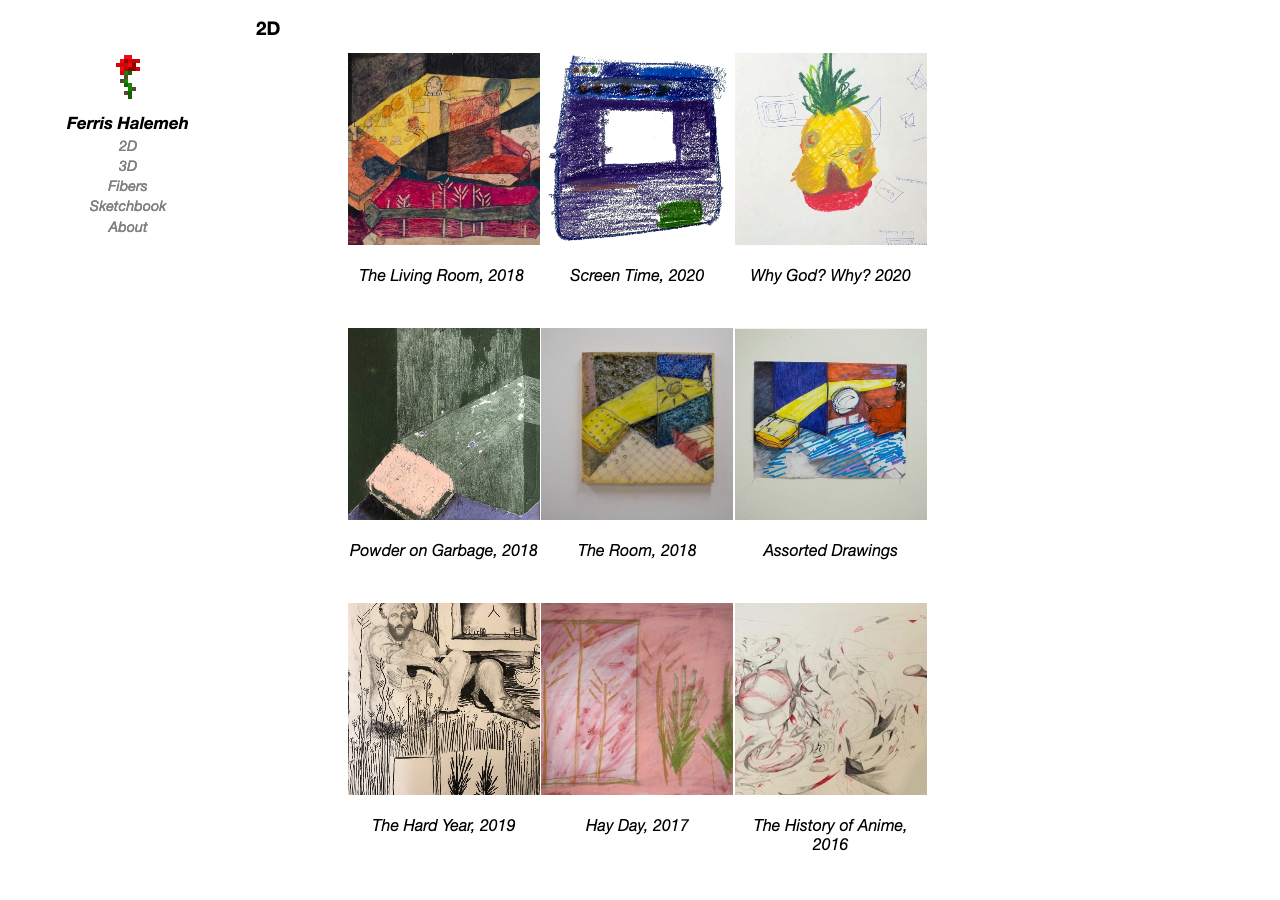 2D
Ferris Halemeh
2D
3D
Fibers
Sketchbook
About
The Living Room, 2018
Screen Time, 2020
Why God? Why? 2020
Powder on Garbage, 2018
The Room, 2018
Assorted Drawings
The Hard Year, 2019
Hay Day, 2017
The History of Anime,
2016